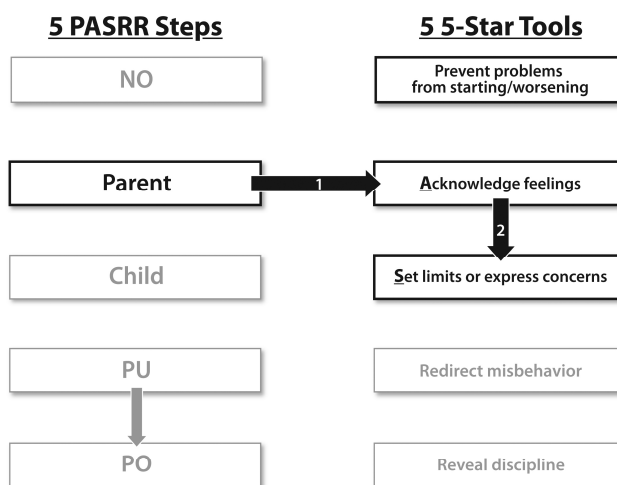 5 PASRR Steps
5 5-Star Tools
NO
Prevent problems
from starting/worsening
Parent
1
Acknowledge feelings
2
Child
Set limits or express concerns
PU
Redirect misbehavior
PO
Reveal discipline